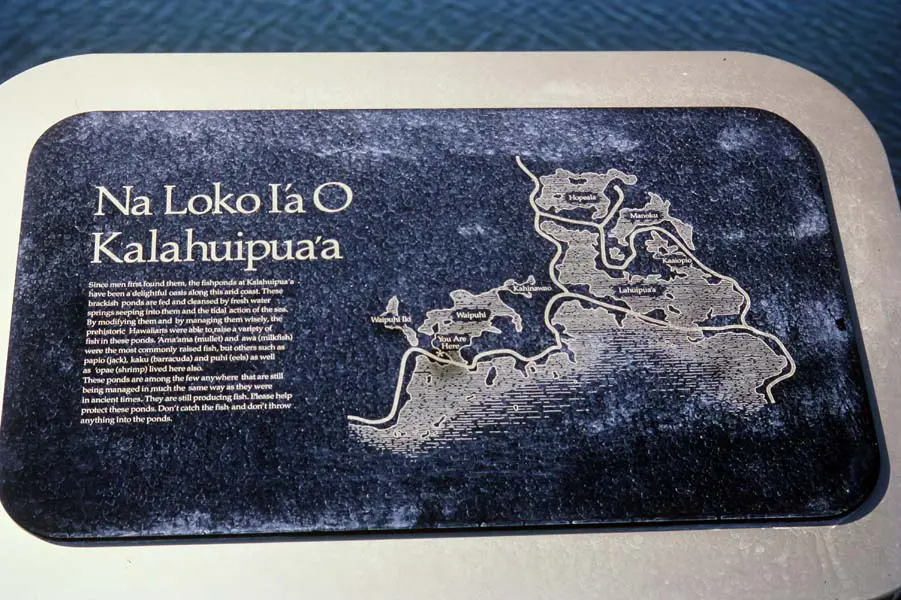 Na Loko I'a O
Kalahuipua'a
Since men first found them, the fishponds at Kalahuipua'a
have been a delightful oasis along this arid coast. These
brackish ponds are fed and cleansed by fresh water
springs seeping into them and the tidal action of the sea.
By modifying them and by managing them wisely, the
prehistoric Hawaiians were able to raise a variety of
fish in these ponds. 'Ama'ama (mullet) and awa (milkfish)
were the most commonly raised fish, but others such as
papio (jack), kaku (barracuda) and puhi (eels) as well
as 'opae (shrimp) lived here also.
These ponds are among the few anywhere that are still
being managed in much the same way as they were
in ancient times. They are still producing fish. Please help
protect these ponds. Don't catch the fish and don't throw
anything into the ponds.
Hopeaia
Manoku
Kaaiopio
Lahuipua'a
Kahinawao
Waipuhi Iki
Waipuhi
You Are
Here